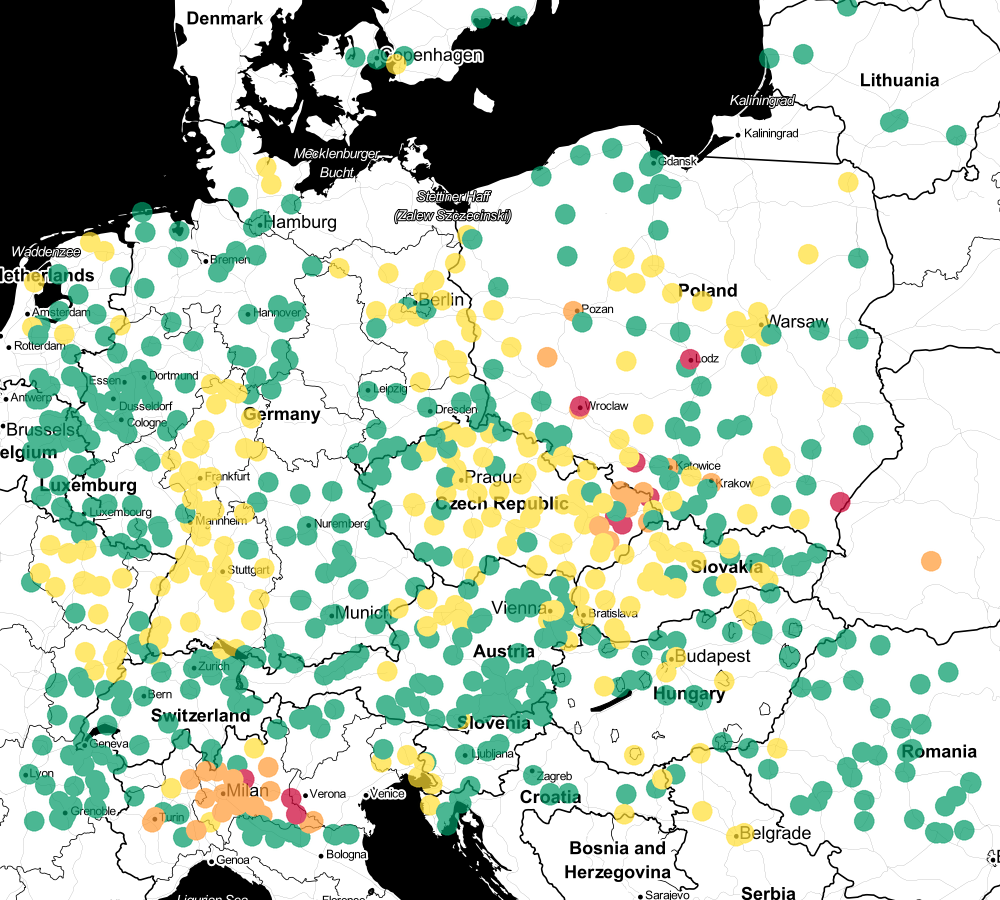 Denmark
Copenhagen
Lithuania
Kaliningrad
Kaliningrad
Mecklenburger
Bucht
Gdansk
Stettiner Haff
(Zalew Szczecinski)
Hamburg
Waddenzee
Bremen
etherlands
Berlin
Poland
Amsterdam
Hannover
Pozan
Warsaw
Rotterdam
Lodz
Essen
Dortmund
Leipzig
Antwerp
Dusseldorf
Dresden
Wroclaw
Germany
Cologne
Brussels
elgium
Katowice
Frankfurt
Prague
Krakow
Luxemburg
Czech Republic
Luxembourg
Mannheim
Nuremberg
Stuttgart
Slovakia
Munich
Vienna
Bratislava
Austria
Budapest
Zurich
Bern
Hungary
Switzerland
Slovenia
Geneva
Ljubljana
Romania
Lyon
Zagreb
Milan
Verona
Venice
Croatia
Grenoble
Turin
Belgrade
Bosnia and
Herzegovina
Genoa
Bologna
Sarajevo
Serbia